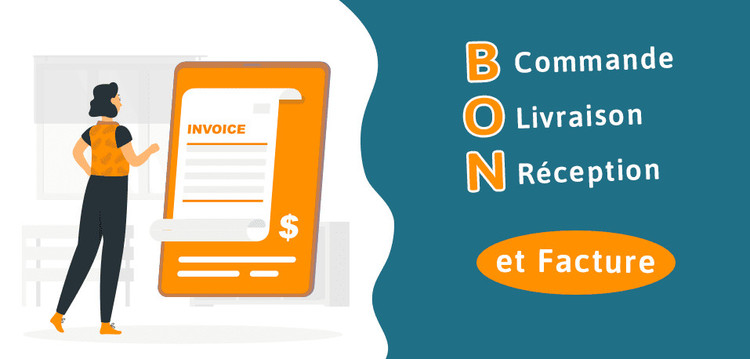 INVOICE
$
B Commande
O Livraison
N Réception
et Facture